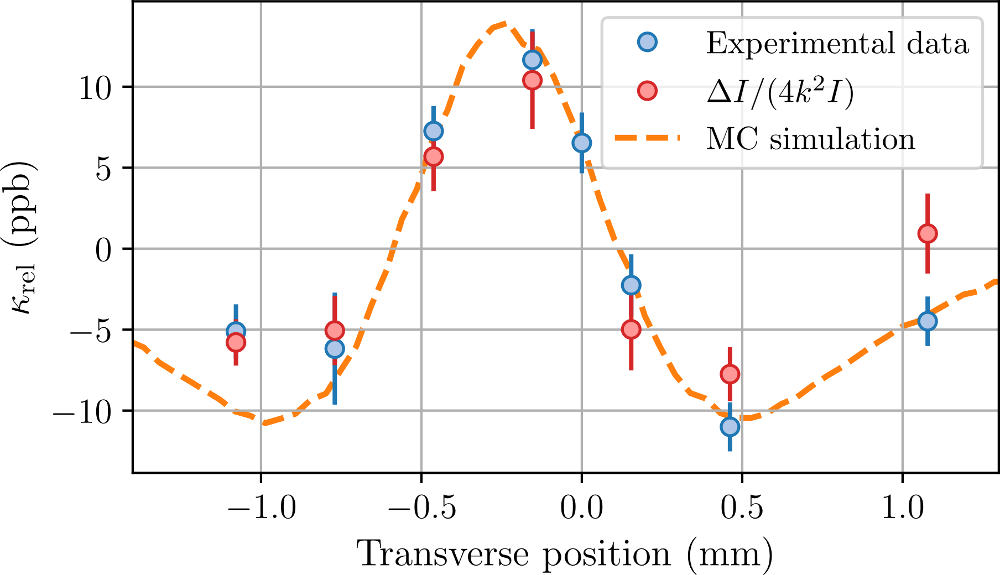 κrel (ppb)
10
5
0
−5
−10
Experimental data
ΔI/(4k²I)
MC simulation
−1.0 −0.5 0.0 0.5 1.0
Transverse position (mm)